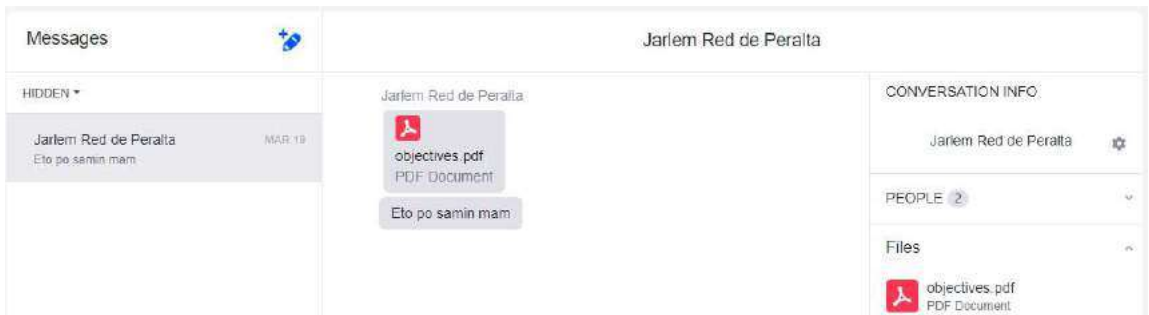 Messages
HIDDEN
Jarlem Red de Peralta
MAR 19
Eto po samin mam
Jarlem Red de Peralta
Jarlem Red de Peralta
objectives.pdf
PDF Document
Eto po samin mam
CONVERSATION INFO
Jarlem Red de Peralta
PEOPLE 2
Files
objectives.pdf
PDF Document